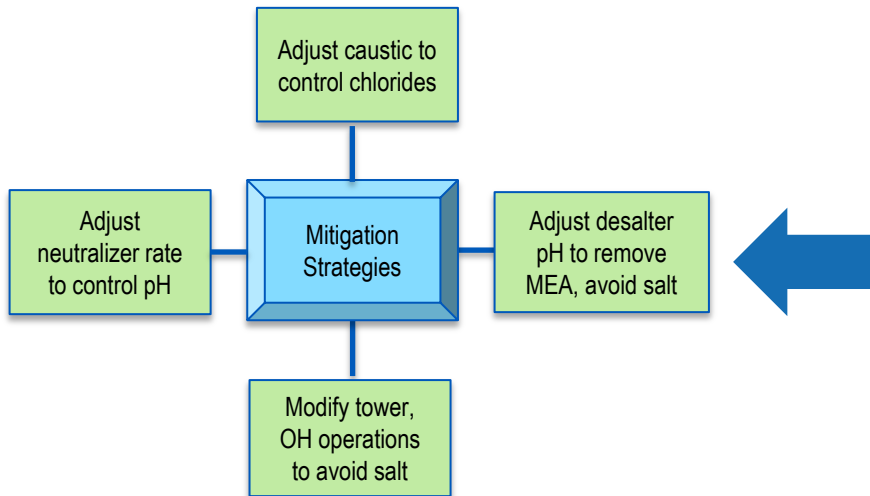 Adjust caustic to
control chlorides
Adjust
neutralizer rate
to control pH
Mitigation
Strategies
Adjust desalter
pH to remove
MEA, avoid salt
Modify tower,
OH operations
to avoid salt